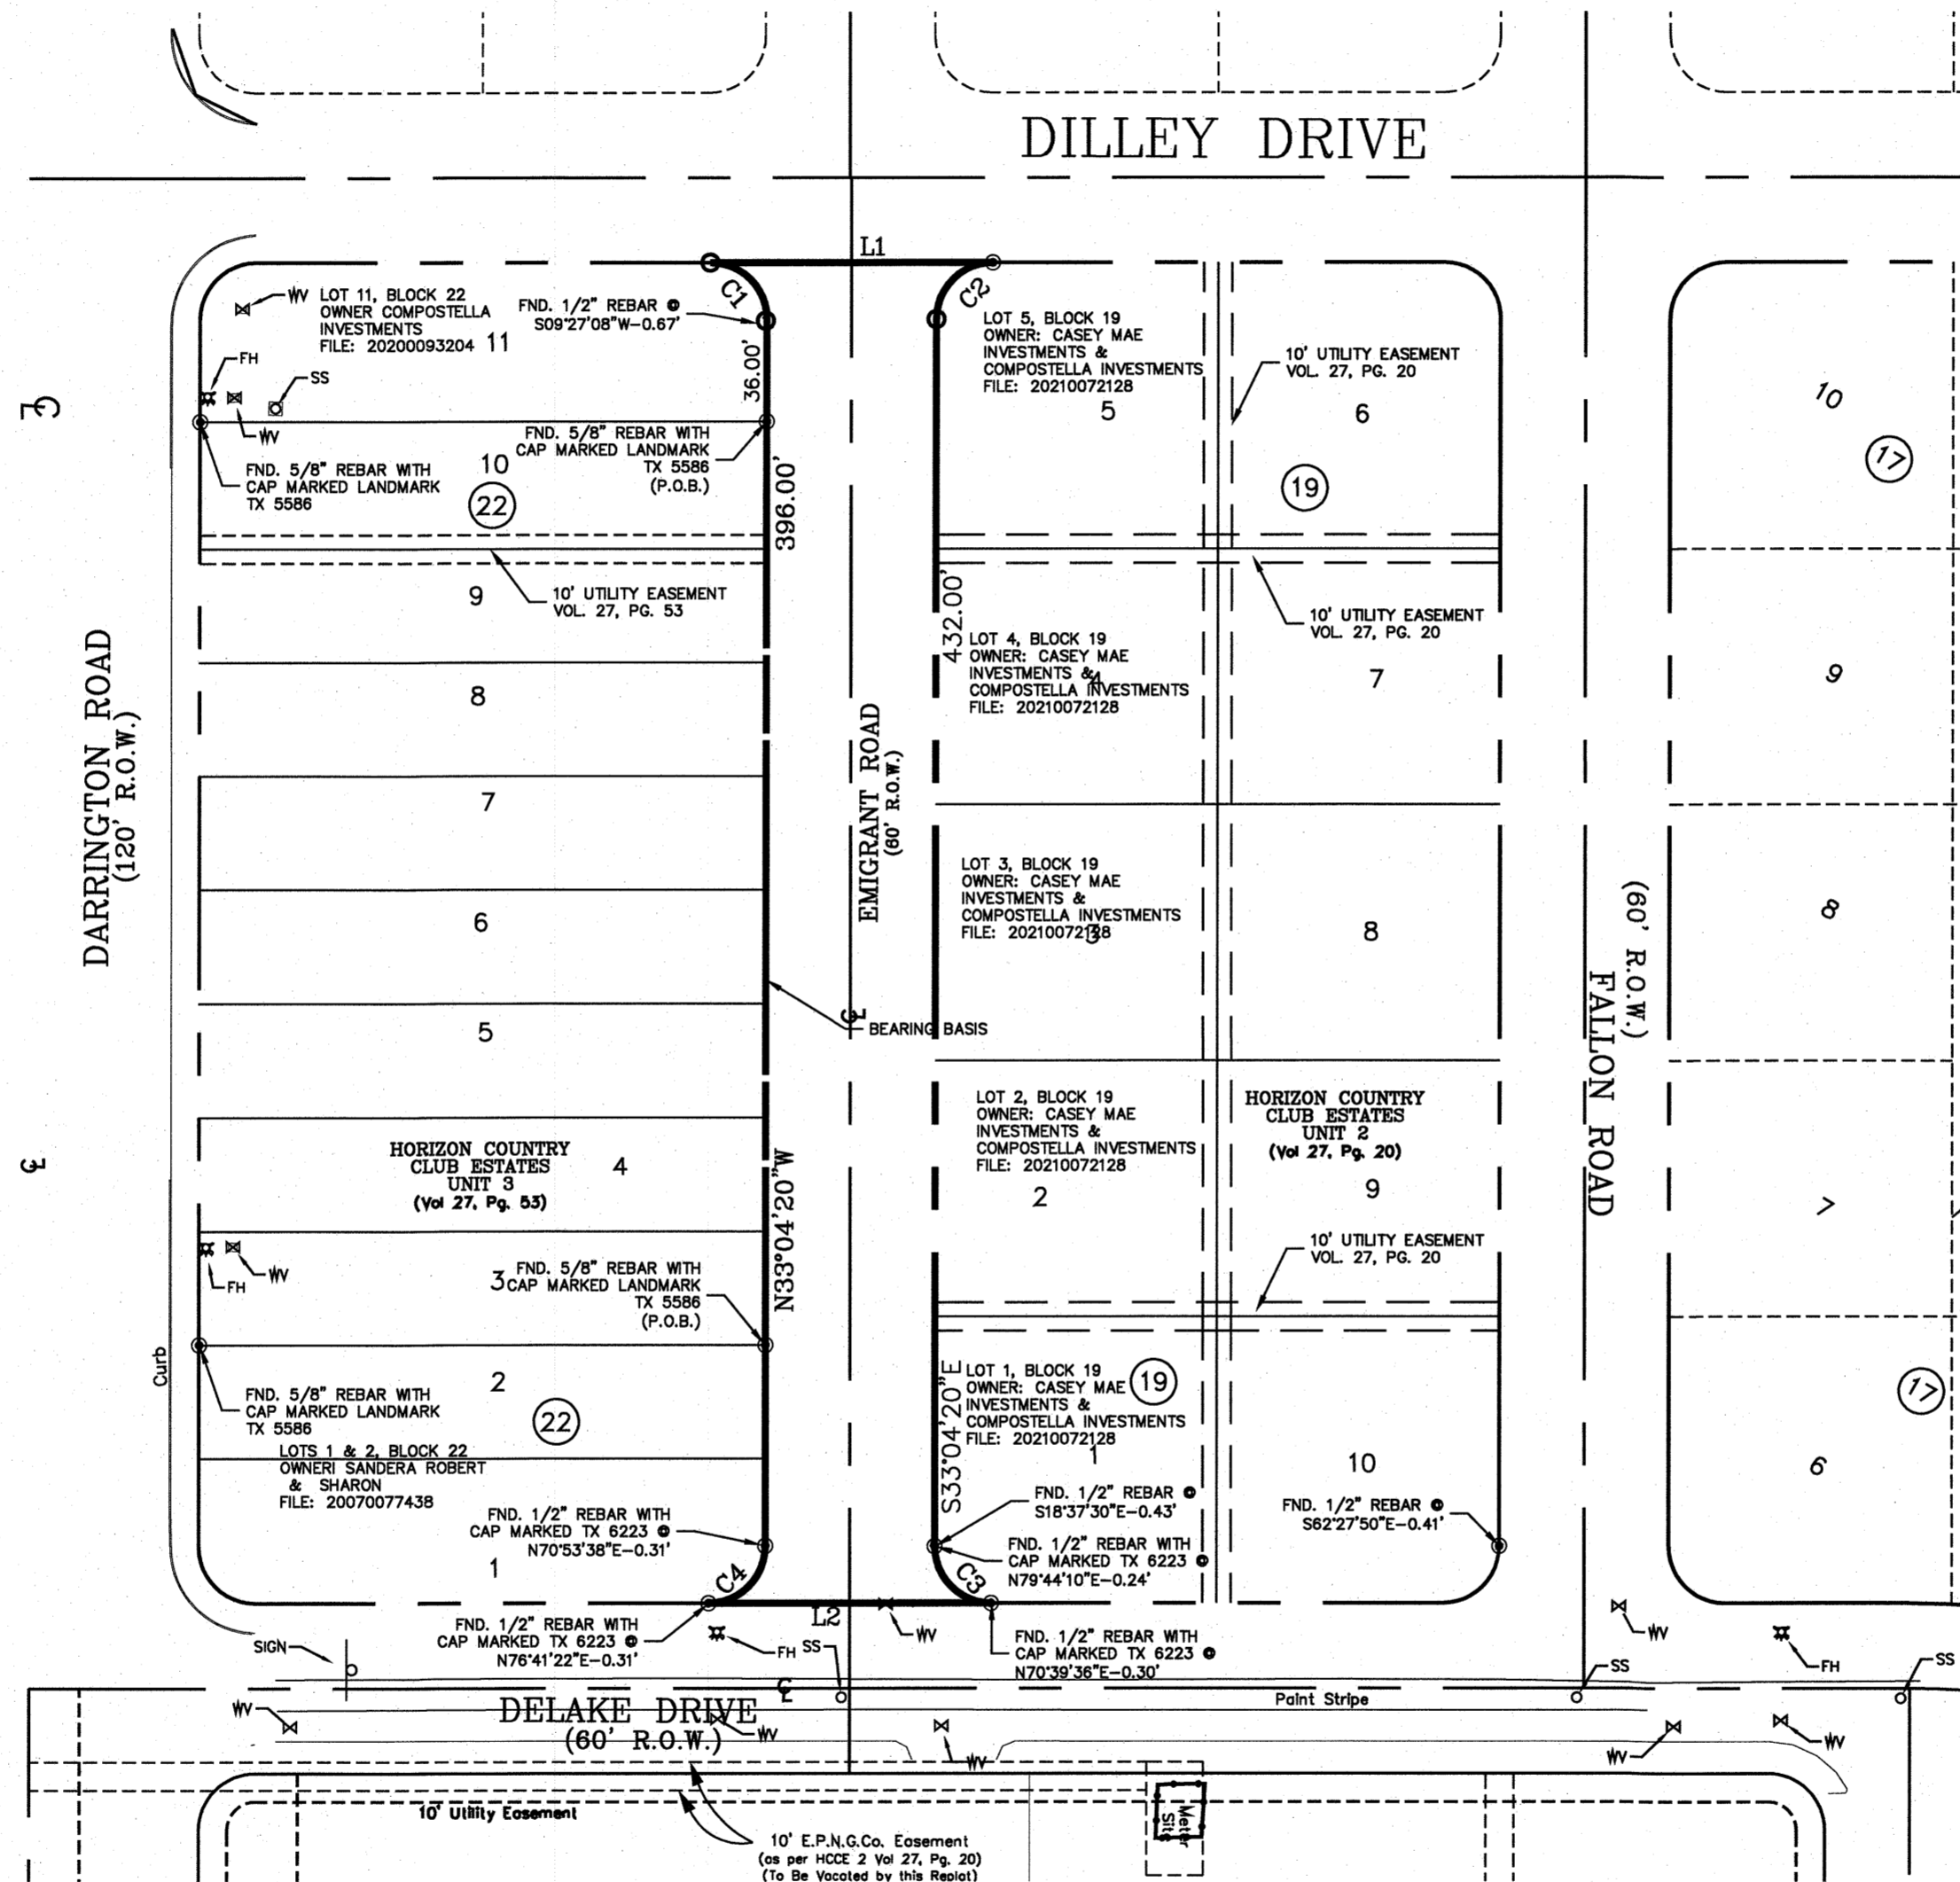 DILLEY DRIVE
L1
C1
C2
WV
LOT 11, BLOCK 22
OWNER COMPOSTELLA
INVESTMENTS
FILE: 20200093204
11
FND. 1/2" REBAR @
S09°27'08"W-0.67'
FH
SS
WV
36.00'
LOT 5, BLOCK 19
OWNER: CASEY MAE
INVESTMENTS &
COMPOSTELLA INVESTMENTS
FILE: 20210072128
5
10' UTILITY EASEMENT
VOL. 27, PG. 20
6
10
17
FND. 5/8" REBAR WITH
CAP MARKED LANDMARK
TX 5586
(P.O.B.)
10
FND. 5/8" REBAR WITH
CAP MARKED LANDMARK
TX 5586
22
19
396.00'
9
10' UTILITY EASEMENT
VOL. 27, PG. 53
432.00'
10' UTILITY EASEMENT
VOL. 27, PG. 20
LOT 4, BLOCK 19
OWNER: CASEY MAE
INVESTMENTS &
COMPOSTELLA INVESTMENTS
FILE: 20210072128
4
7
9
8
DARRINGTON ROAD
(120' R.O.W.)
EMIGRANT ROAD
(60' R.O.W.)
7
LOT 3, BLOCK 19
OWNER: CASEY MAE
INVESTMENTS &
COMPOSTELLA INVESTMENTS
FILE: 20210072128
3
8
8
6
(60' R.O.W.)
FALLON ROAD
BEARING BASIS
5
LOT 2, BLOCK 19
OWNER: CASEY MAE
INVESTMENTS &
COMPOSTELLA INVESTMENTS
FILE: 20210072128
2
HORIZON COUNTRY
CLUB ESTATES
UNIT 2
(Vol 27, Pg. 20)
9
7
HORIZON COUNTRY
CLUB ESTATES
UNIT 3
(Vol 27, Pg. 53)
4
N33°04'20"W
10' UTILITY EASEMENT
VOL. 27, PG. 20
WV
FH
3
FND. 5/8" REBAR WITH
CAP MARKED LANDMARK
TX 5586
(P.O.B.)
Curb
2
FND. 5/8" REBAR WITH
CAP MARKED LANDMARK
TX 5586
22
LOTS 1 & 2, BLOCK 22
OWNERI SANDERA ROBERT
& SHARON
FILE: 20070077438
S33°04'20"E
LOT 1, BLOCK 19
OWNER: CASEY MAE
INVESTMENTS &
COMPOSTELLA INVESTMENTS
FILE: 20210072128
1
19
17
10
6
FND. 1/2" REBAR @
S18°37'30"E-0.43'
FND. 1/2" REBAR @
S62°27'50"E-0.41'
FND. 1/2" REBAR WITH
CAP MARKED TX 6223 @
N70°53'38"E-0.31'
FND. 1/2" REBAR WITH
CAP MARKED TX 6223 @
N79°44'10"E-0.24'
1
C4
C3
L2
FND. 1/2" REBAR WITH
CAP MARKED TX 6223 @
N76°41'22"E-0.31'
FH
SS
WV
FND. 1/2" REBAR WITH
CAP MARKED TX 6223 @
N70°39'36"E-0.30'
WV
FH
SS
SS
SIGN
DELAKE DRIVE
(60' R.O.W.)
Paint Stripe
WV
WV
WV
WV
WV
10' Utility Easement
Meter
Site
10' E.P.N.G.Co. Easement
(as per HCCE 2 Vol 27, Pg. 20)
(To Be Vacated by this Replat)